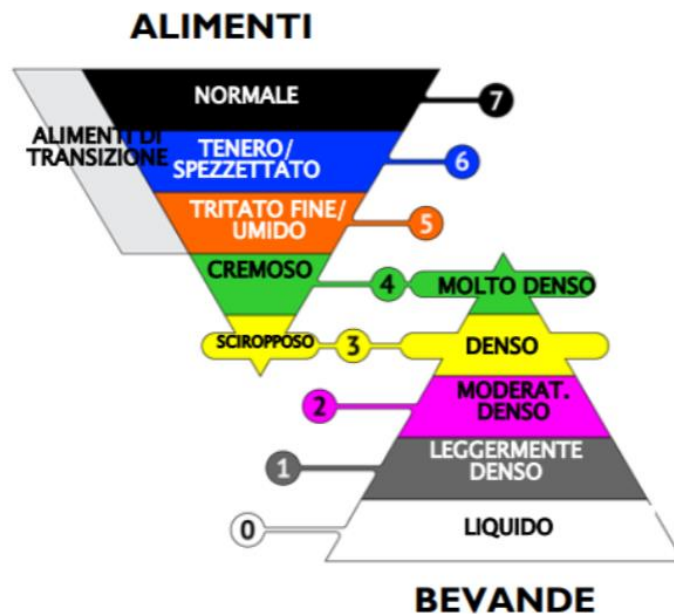 ALIMENTI
NORMALE
7
ALIMENTI DI
TRANSIZIONE
TENERO/
SPEZZETTATO
6
TRITATO FINE/
UMIDO
5
CREMOSO
4
MOLTO DENSO
SCIROPPOSO
3
DENSO
2
MODERAT.
DENSO
1
LEGGERMENTE
DENSO
0
LIQUIDO
BEVANDE